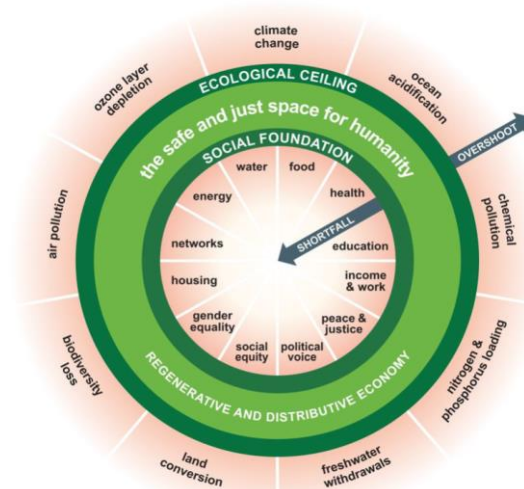 climate
change
ozone layer
depletion
ocean
acidification
ECOLOGICAL CEILING
the safe and just space for humanity
OVERSHOOT
SOCIAL FOUNDATION
water
food
energy
health
SHORTFALL
air pollution
chemical
pollution
networks
education
housing
income
& work
gender
equality
peace &
justice
social
equity
political
voice
REGENERATIVE AND DISTRIBUTIVE ECONOMY
biodiversity
loss
nitrogen &
phosphorus loading
land
conversion
freshwater
withdrawals